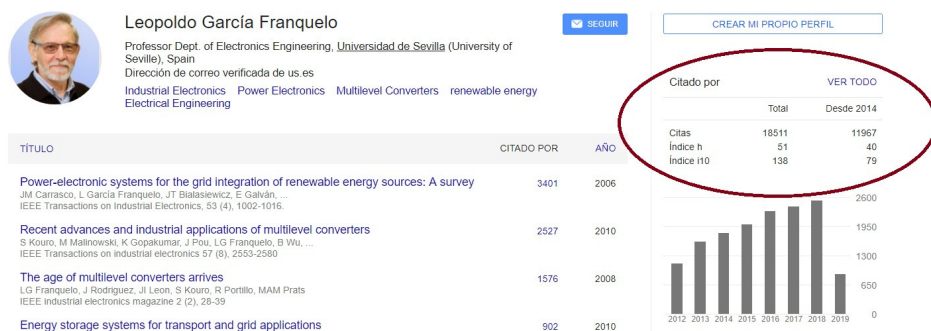 Leopoldo García Franquelo
SEGUIR
Professor Dept. of Electronics Engineering, Universidad de Sevilla (University of
Seville), Spain
Dirección de correo verificada de us.es
Industrial Electronics Power Electronics Multilevel Converters renewable energy
Electrical Engineering
TÍTULO CITADO POR AÑO
Power-electronic systems for the grid integration of renewable energy sources: A survey 3401 2006
JM Carrasco, L García Franquelo, JT Bialasiewicz, E Galván, ...
IEEE Transactions on Industrial Electronics, 53 (4), 1002-1016.
Recent advances and industrial applications of multilevel converters 2527 2010
S Kouro, M Malinowski, K Gopakumar, J Pou, LG Franquelo, B Wu, ...
IEEE Transactions on industrial electronics 57 (8), 2553-2580
The age of multilevel converters arrives 1576 2008
LG Franquelo, J Rodriguez, JI Leon, S Kouro, R Portillo, MAM Prats
IEEE industrial electronics magazine 2 (2), 28-39
Energy storage systems for transport and grid applications 902 2010
CREAR MI PROPIO PERFIL
Citado por VER TODO
Total Desde 2014
Citas 18511 11967
Índice h 51 40
Índice i10 138 79
2600
1950
1300
650
0
2012 2013 2014 2015 2016 2017 2018 2019